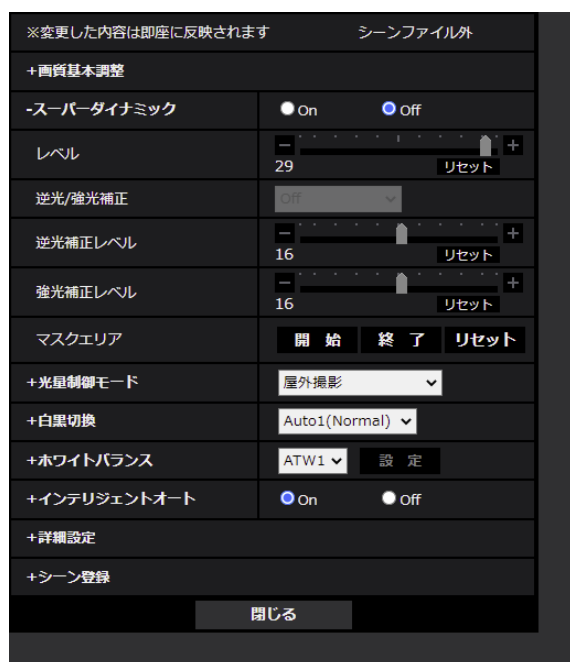 ※変更した内容は即座に反映されます シーンファイル外
+画質基本調整
-スーパーダイナミック On Off
レベル - +
29 リセット
逆光/強光補正 Off
逆光補正レベル - +
16 リセット
強光補正レベル - +
16 リセット
マスクエリア 開 始 終 了 リセット
+光量制御モード 屋外撮影
+白黒切換 Auto1(Normal)
+ホワイトバランス ATW1 設 定
+インテリジェントオート On Off
+詳細設定
+シーン登録
閉じる